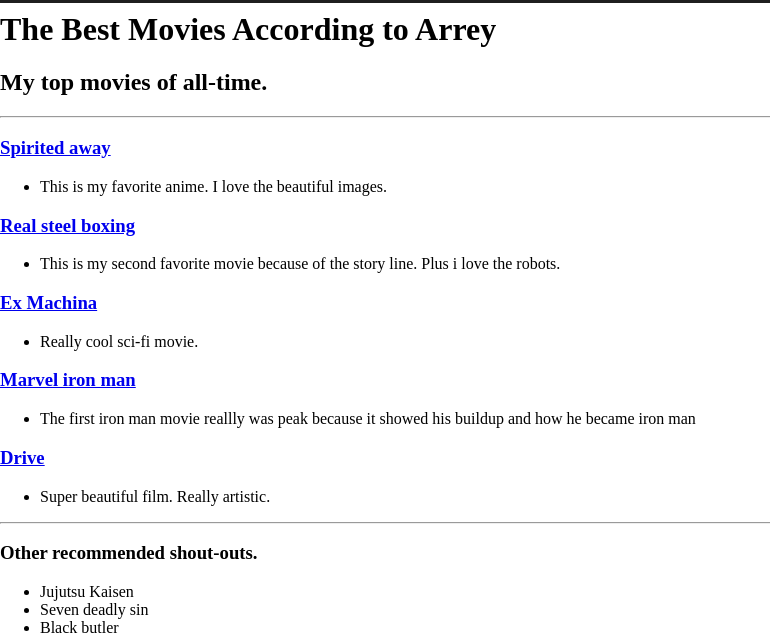 The Best Movies According to Arrey
My top movies of all-time.
Spirited away
This is my favorite anime. I love the beautiful images.
Real steel boxing
This is my second favorite movie because of the story line. Plus i love the robots.
Ex Machina
Really cool sci-fi movie.
Marvel iron man
The first iron man movie reallly was peak because it showed his buildup and how he became iron man
Drive
Super beautiful film. Really artistic.
Other recommended shout-outs.
Jujutsu Kaisen
Seven deadly sin
Black butler